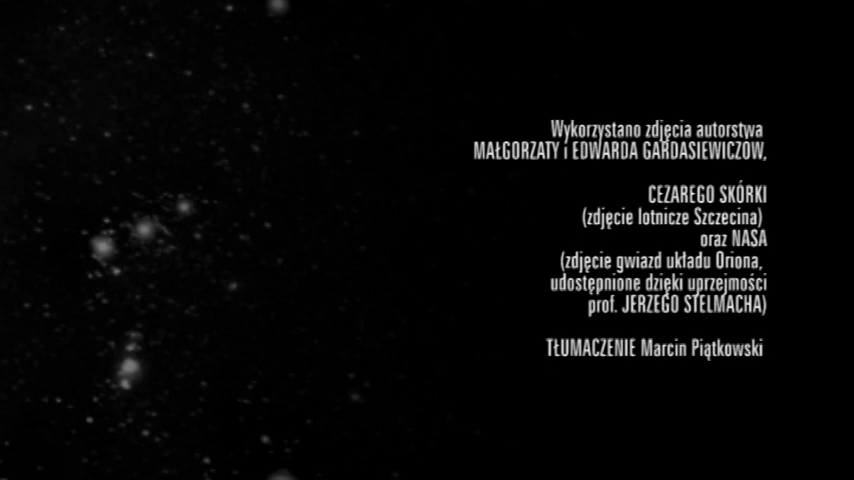 Wykorzystano zdjęcia autorstwa
MAŁGORZATY i EDWARDA GARDASIEWICZÓW,
CEZAREGO SKÓRKI
(zdjęcie lotnicze Szczecina)
oraz NASA
(zdjęcie gwiazd układu Oriona,
udostępnione dzięki uprzejmości
prof. JERZEGO STELMACHA)
TŁUMACZENIE Marcin Piątkowski